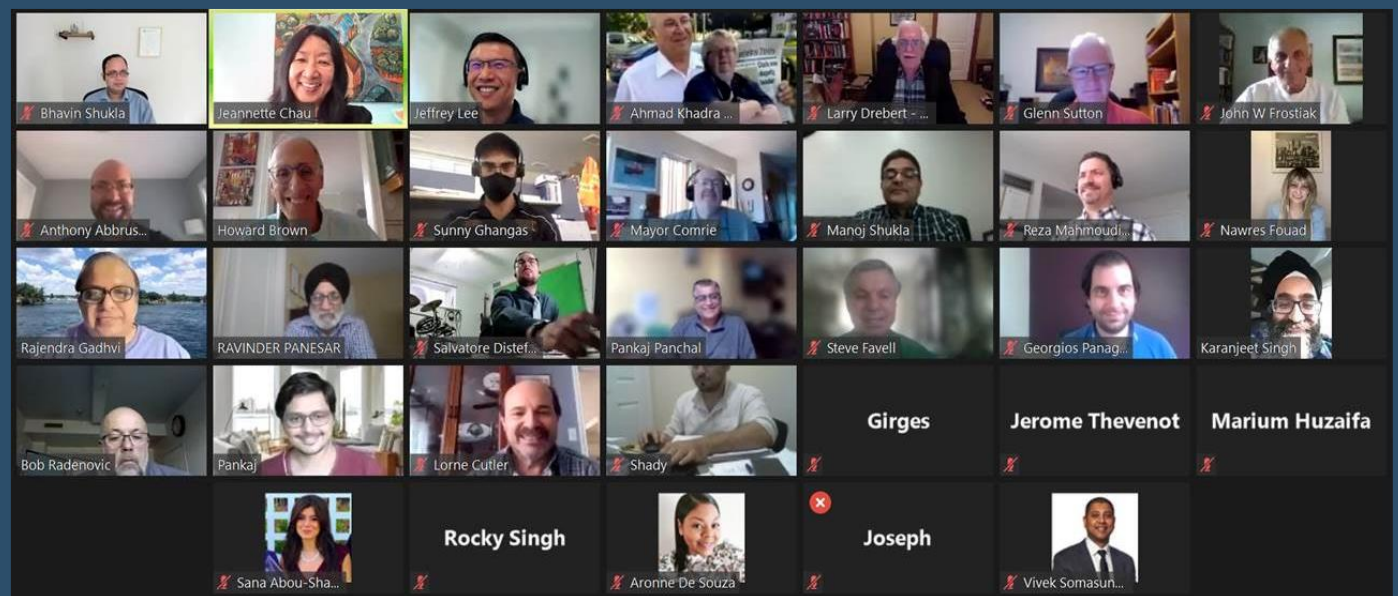 Bhavin Shukla
Jeannette Chau
Jeffrey Lee
Ahmad Khadra ...
Larry Drebert - ...
Glenn Sutton
John W Frostiak
Anthony Abbrus...
Howard Brown
Sunny Ghangas
Mayor Comrie
Manoj Shukla
Reza Mahmoudi...
Nawres Fouad
Rajendra Gadhvi
RAVINDER PANESAR
Salvatore Distef...
Pankaj Panchal
Steve Favell
Georgios Panag...
Karanjeet Singh
Bob Radenovic
Pankaj
Lorne Cutler
Shady
Girges
Jerome Thevenot
Marium Huzaifa
Sana Abou-Sha...
Rocky Singh
Aronne De Souza
Joseph
Vivek Somasun...